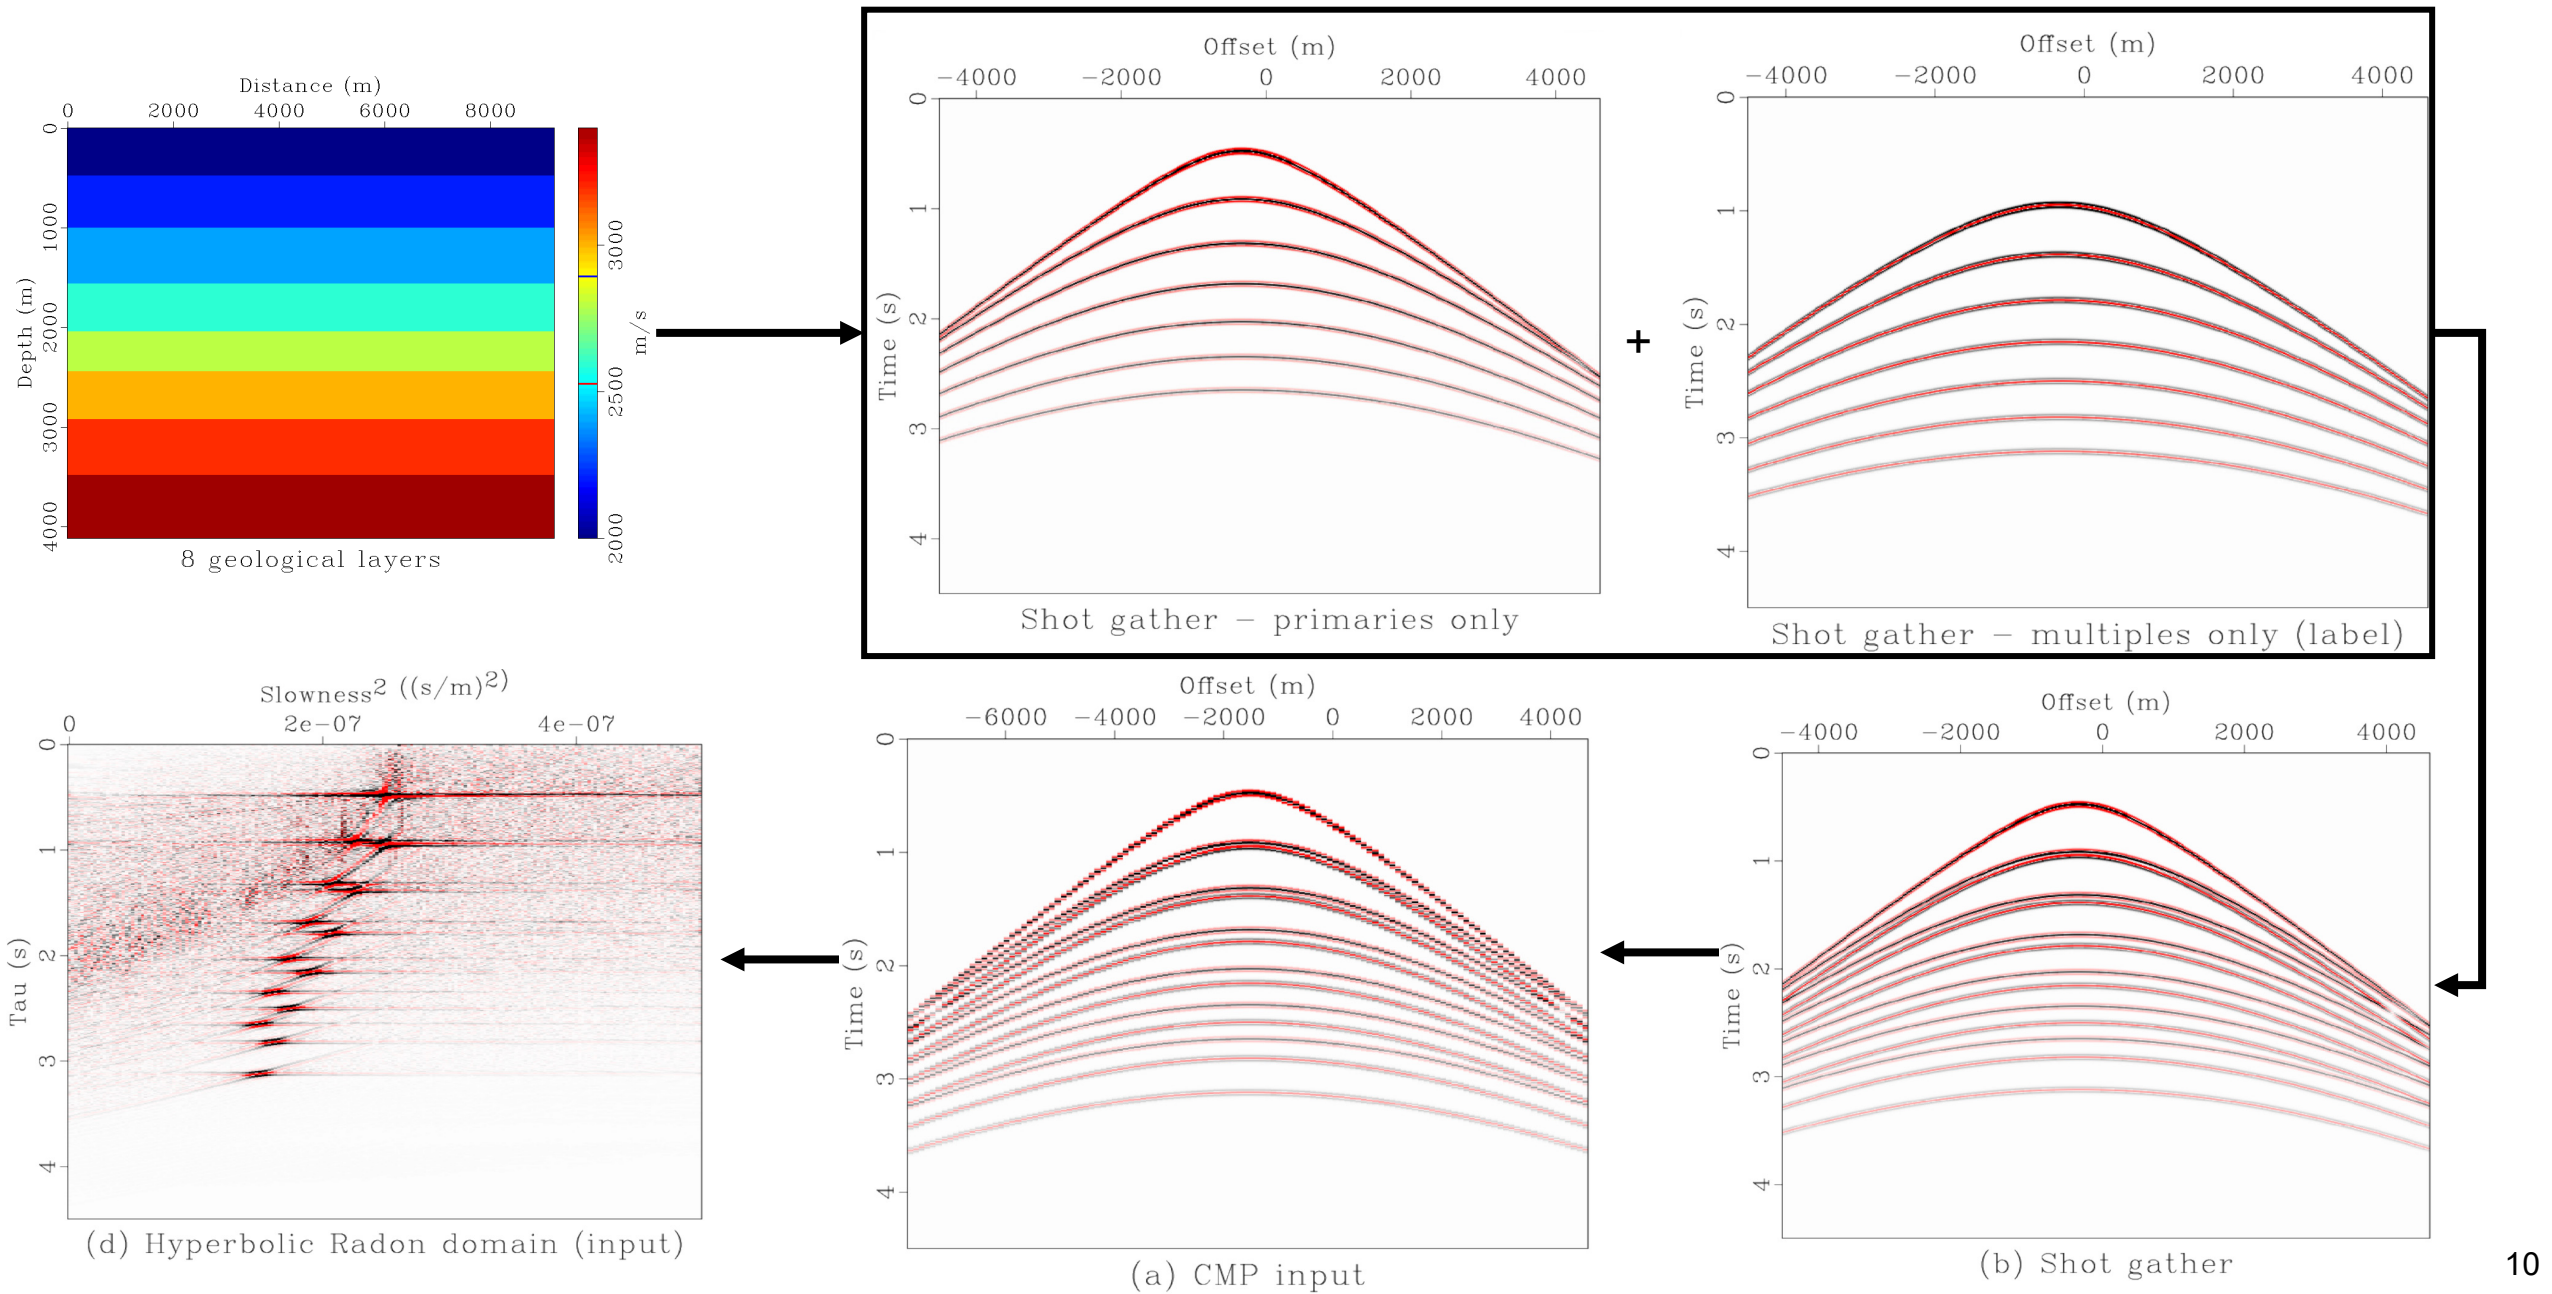 Distance (m)
0 2000 4000 6000 8000
Depth (m)
0 1000 2000 3000 4000
8 geological layers
3000 2500 2000
m/s
Offset (m)
−4000 −2000 0 2000 4000
Time (s)
0 1 2 3 4
Shot gather − primaries only
+
Offset (m)
−4000 −2000 0 2000 4000
Time (s)
0 1 2 3 4
Shot gather − multiples only (label)
Slowness2 ((s/m)2)
0 2e−07 4e−07
Tau (s)
0 1 2 3 4
(d) Hyperbolic Radon domain (input)
Offset (m)
−6000 −4000 −2000 0 2000 4000
Time (s)
0 1 2 3 4
(a) CMP input
Offset (m)
−4000 −2000 0 2000 4000
Time (s)
0 1 2 3 4
(b) Shot gather
10